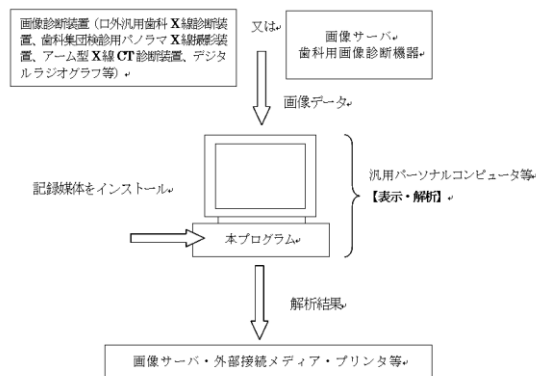 画像診断装置(口外汎用歯科X線診断装
置、歯科集団検診用パノラマX線撮影装
置、アーム型X線CT診断装置、デジタ
ルラジオグラフ等)
又は
画像サーバ
歯科用画像診断機器
画像データ
記録媒体をインストール
汎用パーソナルコンピュータ等
【表示・解析】
本プログラム
解析結果
画像サーバ・外部接続メディア・プリンタ等